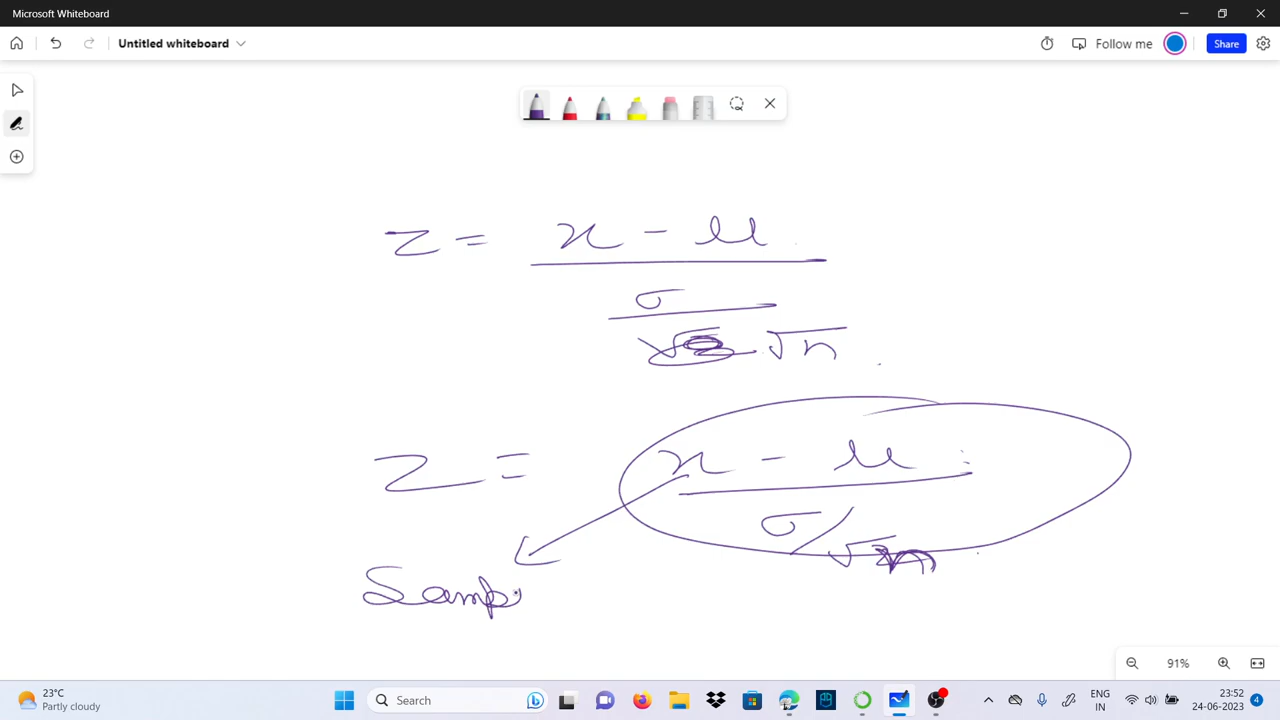 Microsoft Whiteboard
Untitled whiteboard
Follow me
Share
z = x - μ
σ
√n
z = x - μ
σ/√n
Samp
91%
23°C
Partly cloudy
Search
ENG
IN
23:52
24-06-2023
4